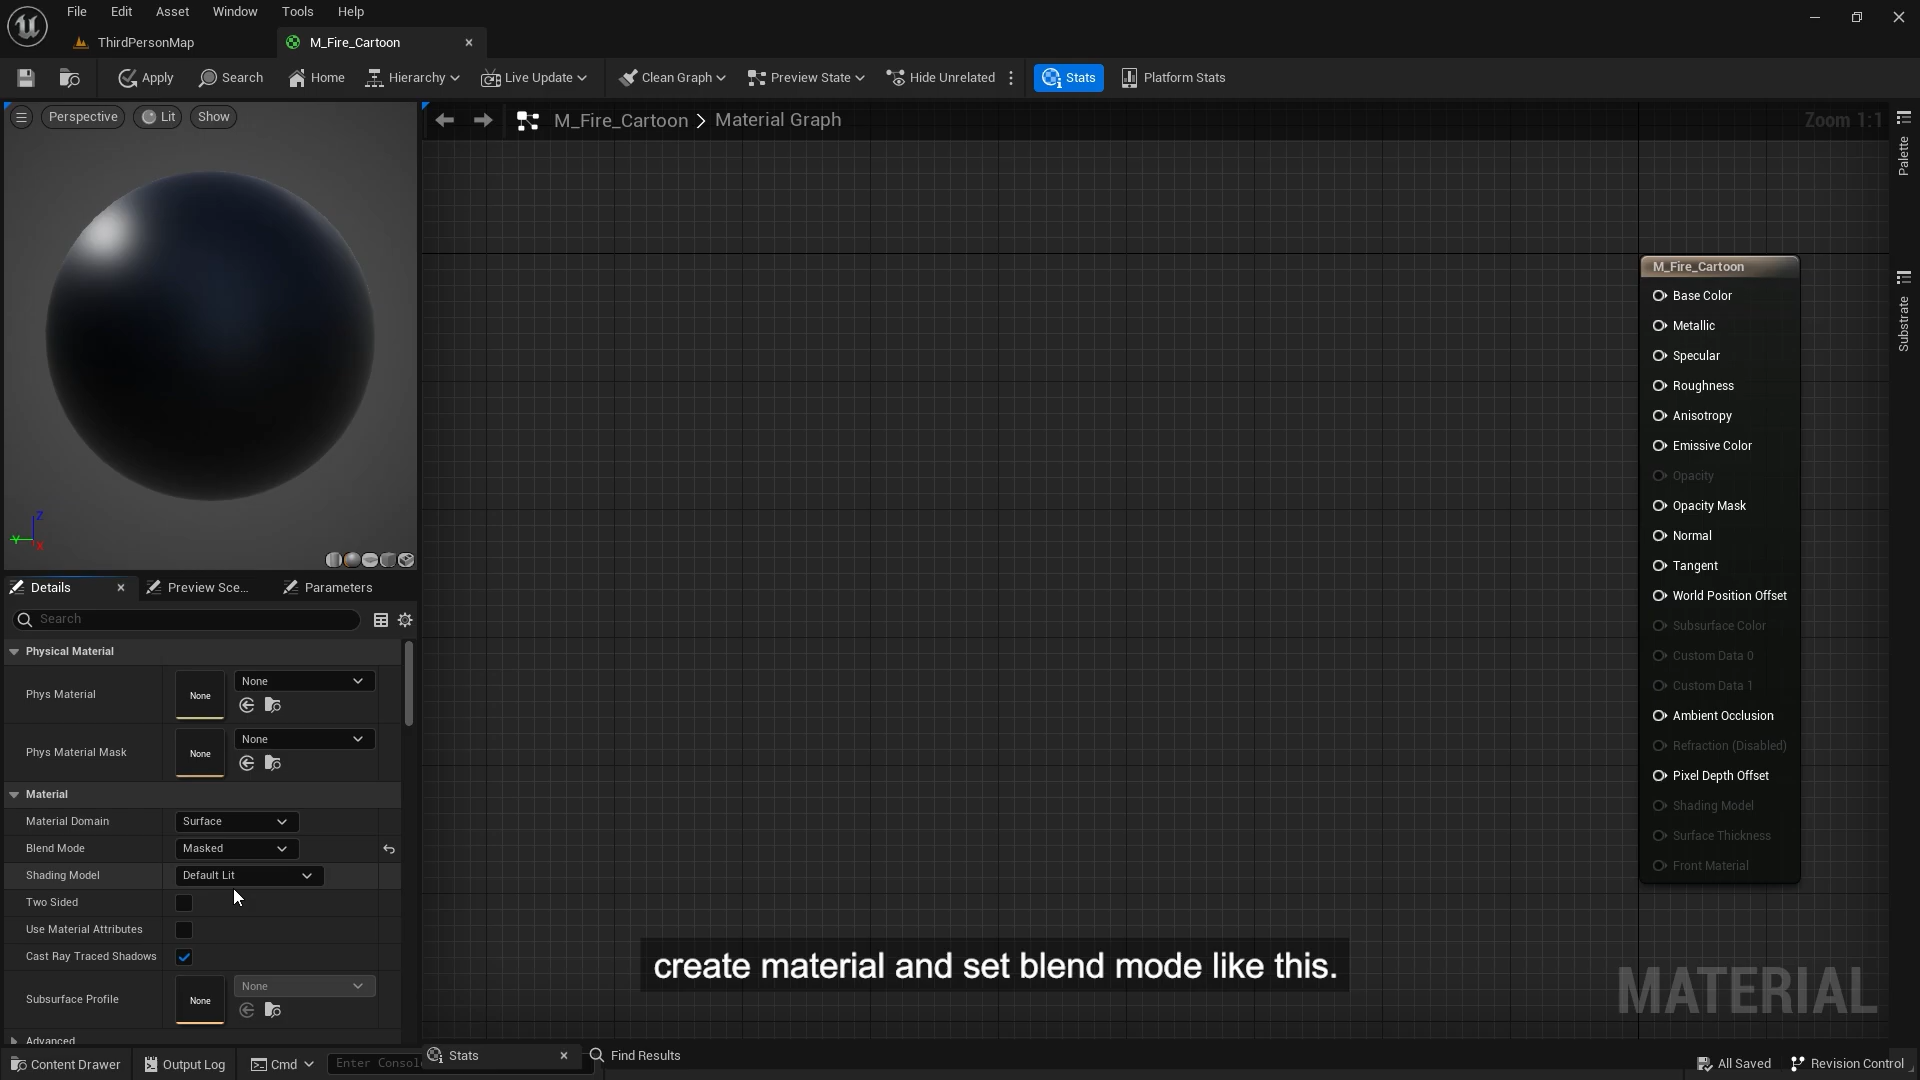 File Edit Asset Window Tools Help
ThirdPersonMap
M_Fire_Cartoon
Apply Search Home Hierarchy Live Update Clean Graph Preview State Hide Unrelated Stats Platform Stats
Perspective Lit Show
M_Fire_Cartoon > Material Graph
Zoom 1:1
Palette
Substrate
M_Fire_Cartoon
Base Color
Metallic
Specular
Roughness
Anisotropy
Emissive Color
Opacity
Opacity Mask
Normal
Tangent
World Position Offset
Subsurface Color
Custom Data 0
Custom Data 1
Ambient Occlusion
Refraction (Disabled)
Pixel Depth Offset
Shading Model
Surface Thickness
Front Material
Z
Y
X
Details Preview Sce... Parameters
Search
Physical Material
Phys Material None None
Phys Material Mask None None
Material
Material Domain Surface
Blend Mode Masked
Shading Model Default Lit
Two Sided
Use Material Attributes
Cast Ray Traced Shadows
Subsurface Profile None None
Advanced
create material and set blend mode like this.
MATERIAL
Stats Find Results
Content Drawer Output Log Cmd Enter Consol
All Saved Revision Control